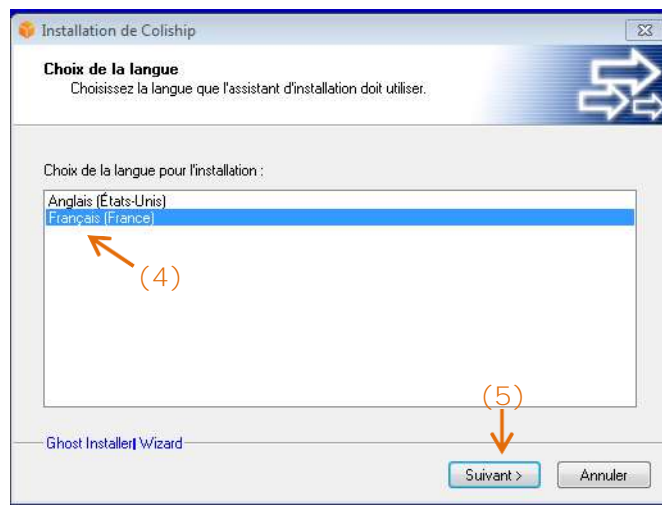 Installation de Coliship
Choix de la langue
Choisissez la langue que l'assistant d'installation doit utiliser.
Choix de la langue pour l'installation :
Anglais (États-Unis)
Français (France)
(4)
(5)
Ghost Installer Wizard
Suivant >
Annuler